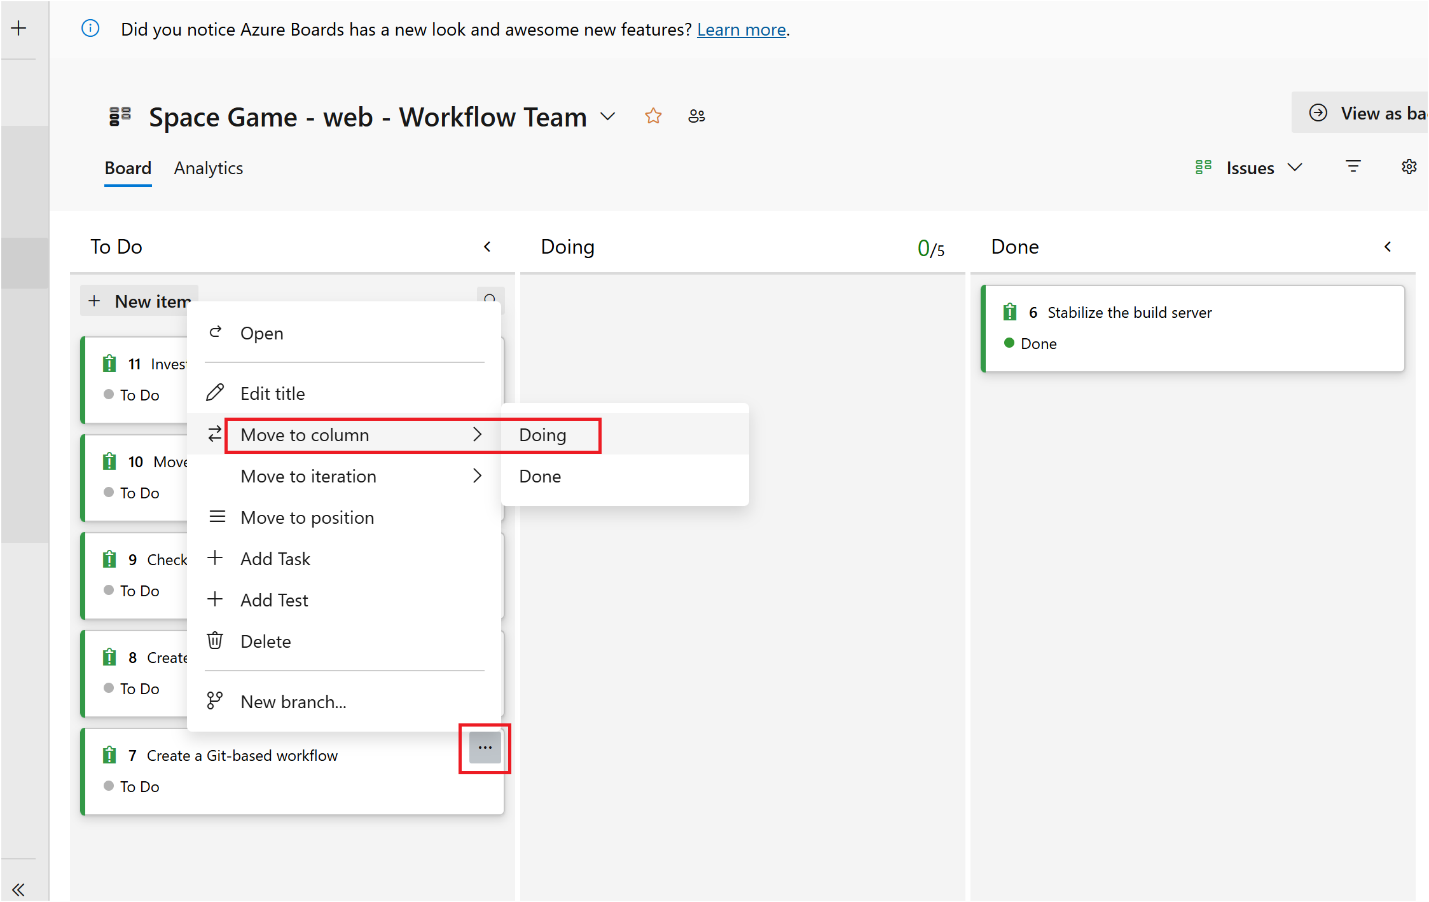 Did you notice Azure Boards has a new look and awesome new features? Learn more.
Space Game - web - Workflow Team
View as ba
Board Analytics
Issues
To Do
Doing 0/5
Done
New item
11 Inves
To Do
10 Move
To Do
9 Check
To Do
8 Create
To Do
7 Create a Git-based workflow
To Do
Open
Edit title
Move to column
Move to iteration
Move to position
Add Task
Add Test
Delete
New branch...
Doing
Done
6 Stabilize the build server
Done